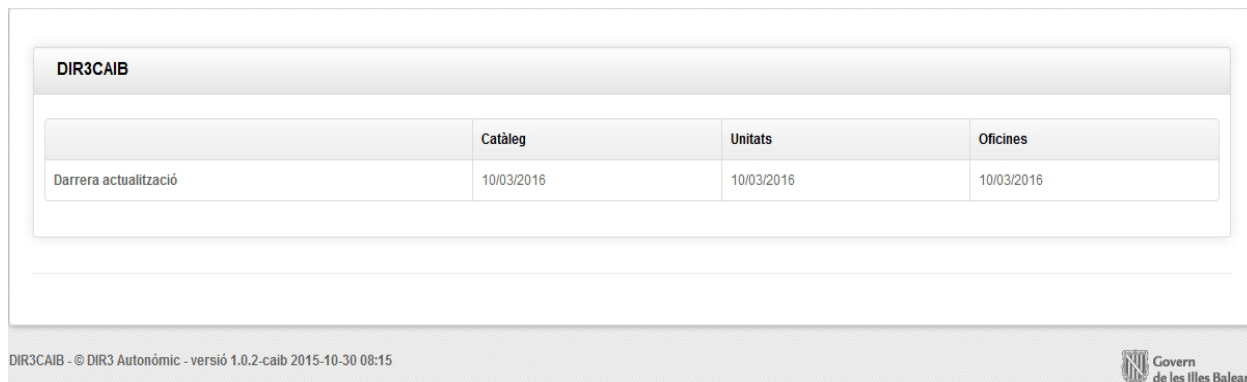 DIR3CAIB
Catàleg Unitats Oficines
Darrera actualització 10/03/2016 10/03/2016 10/03/2016
DIR3CAIB - © DIR3 Autonòmic - versió 1.0.2-caib 2015-10-30 08:15
Govern
de les Illes Balear